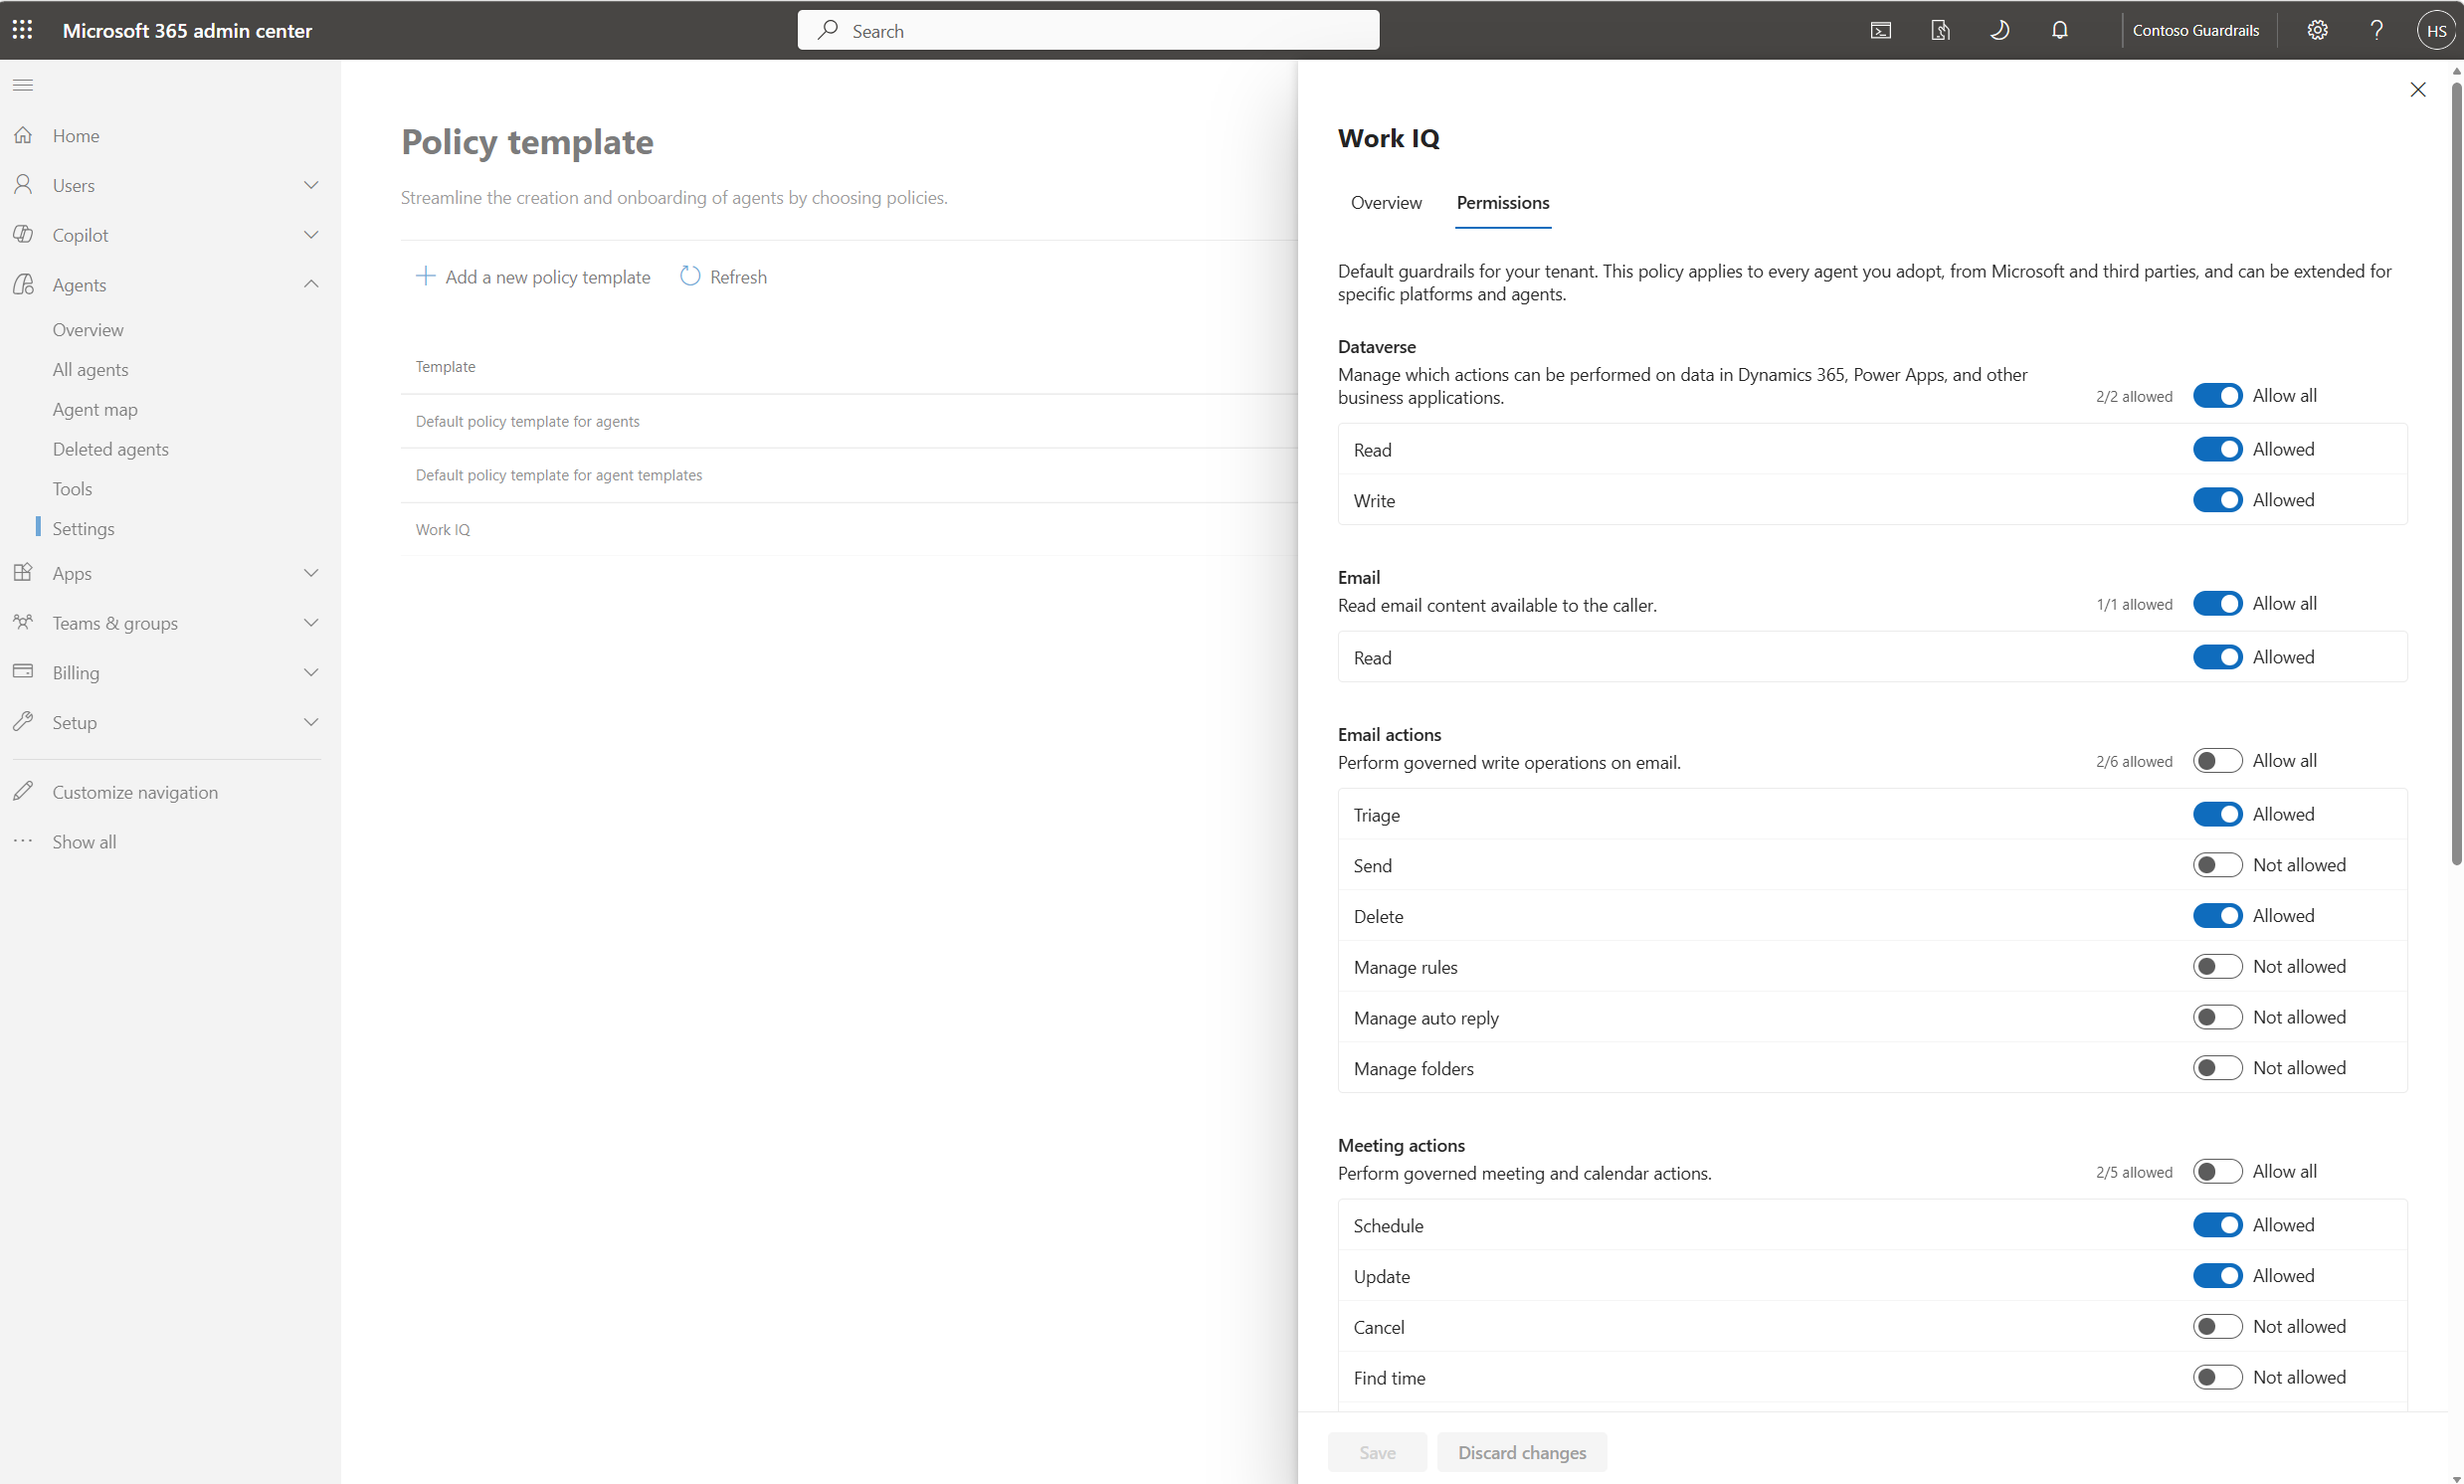 Microsoft 365 admin center
Search
Contoso Guardrails
HS
Home
Users
Copilot
Agents
Overview
All agents
Agent map
Deleted agents
Tools
Settings
Apps
Teams & groups
Billing
Setup
Customize navigation
Show all
Policy template
Streamline the creation and onboarding of agents by choosing policies.
Add a new policy template
Refresh
Template
Default policy template for agents
Default policy template for agent templates
Work IQ
Work IQ
Overview
Permissions
Default guardrails for your tenant. This policy applies to every agent you adopt, from Microsoft and third parties, and can be extended for
specific platforms and agents.
Dataverse
Manage which actions can be performed on data in Dynamics 365, Power Apps, and other
business applications.
2/2 allowed
Allow all
Read
Allowed
Write
Allowed
Email
Read email content available to the caller.
1/1 allowed
Allow all
Read
Allowed
Email actions
Perform governed write operations on email.
2/6 allowed
Allow all
Triage
Allowed
Send
Not allowed
Delete
Allowed
Manage rules
Not allowed
Manage auto reply
Not allowed
Manage folders
Not allowed
Meeting actions
Perform governed meeting and calendar actions.
2/5 allowed
Allow all
Schedule
Allowed
Update
Allowed
Cancel
Not allowed
Find time
Not allowed
Save
Discard changes